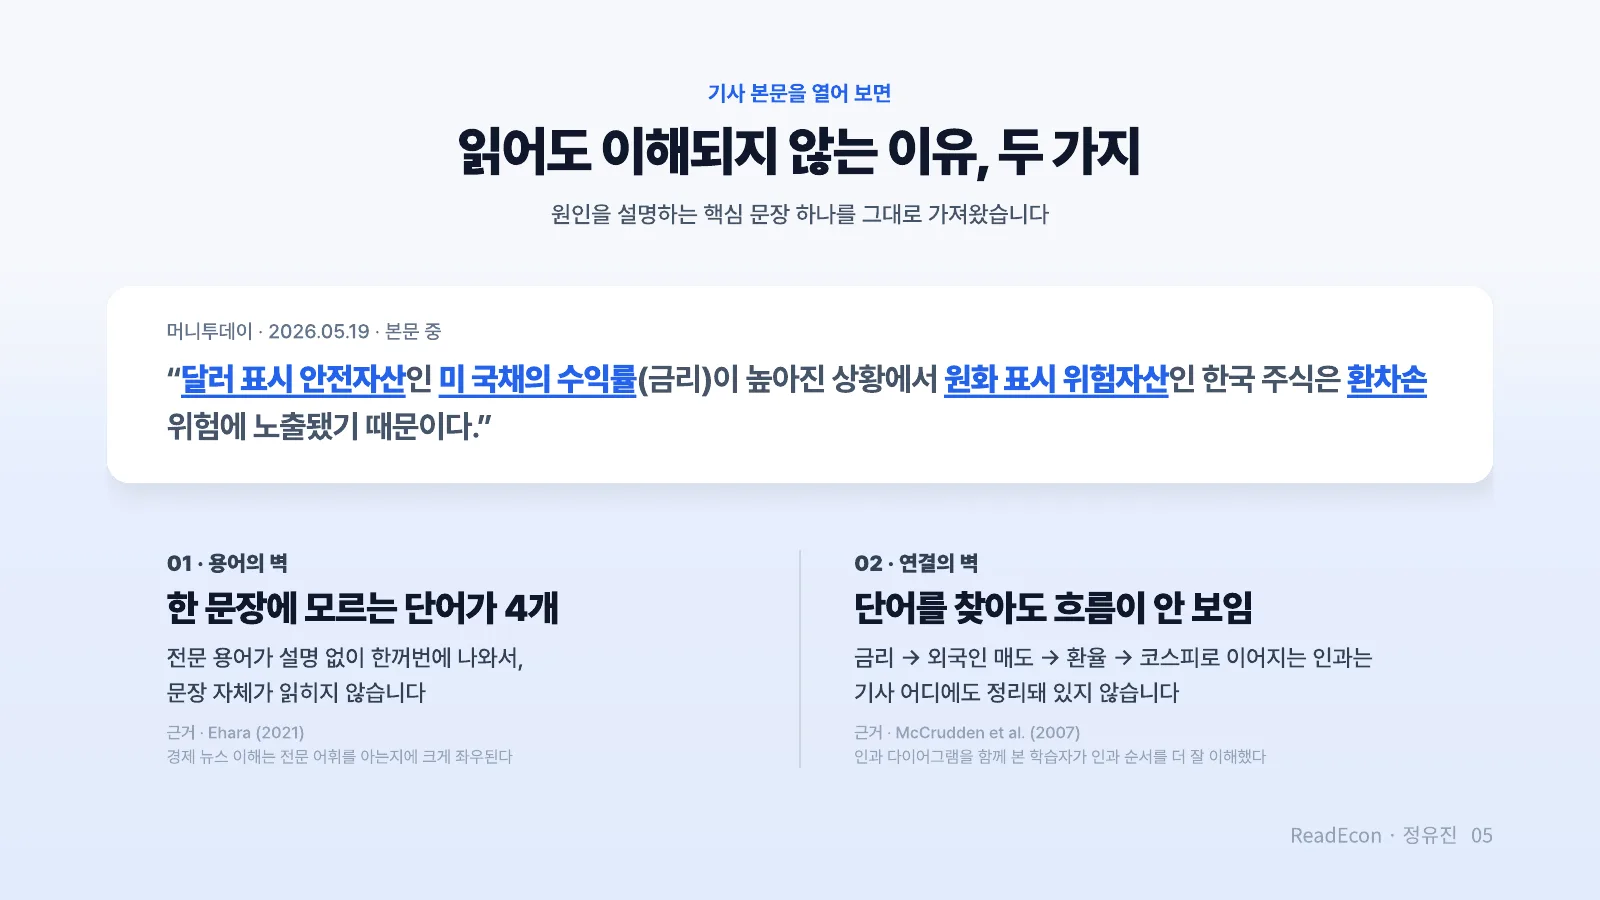 기사 본문을 열어 보면
읽어도 이해되지 않는 이유, 두 가지
원인을 설명하는 핵심 문장 하나를 그대로 가져왔습니다
머니투데이 · 2026.05.19 · 본문 중
“달러 표시 안전자산인 미 국채의 수익률(금리)이 높아진 상황에서 원화 표시 위험자산인 한국 주식은 환차손
위험에 노출됐기 때문이다.”
01 · 용어의 벽
한 문장에 모르는 단어가 4개
전문 용어가 설명 없이 한꺼번에 나와서,
문장 자체가 읽히지 않습니다
근거 · Ehara (2021)
경제 뉴스 이해는 전문 어휘를 아는지에 크게 좌우된다
02 · 연결의 벽
단어를 찾아도 흐름이 안 보임
금리 → 외국인 매도 → 환율 → 코스피로 이어지는 인과는
기사 어디에도 정리돼 있지 않습니다
근거 · McCrudden et al. (2007)
인과 다이어그램을 함께 본 학습자가 인과 순서를 더 잘 이해했다
ReadEcon · 정유진 05